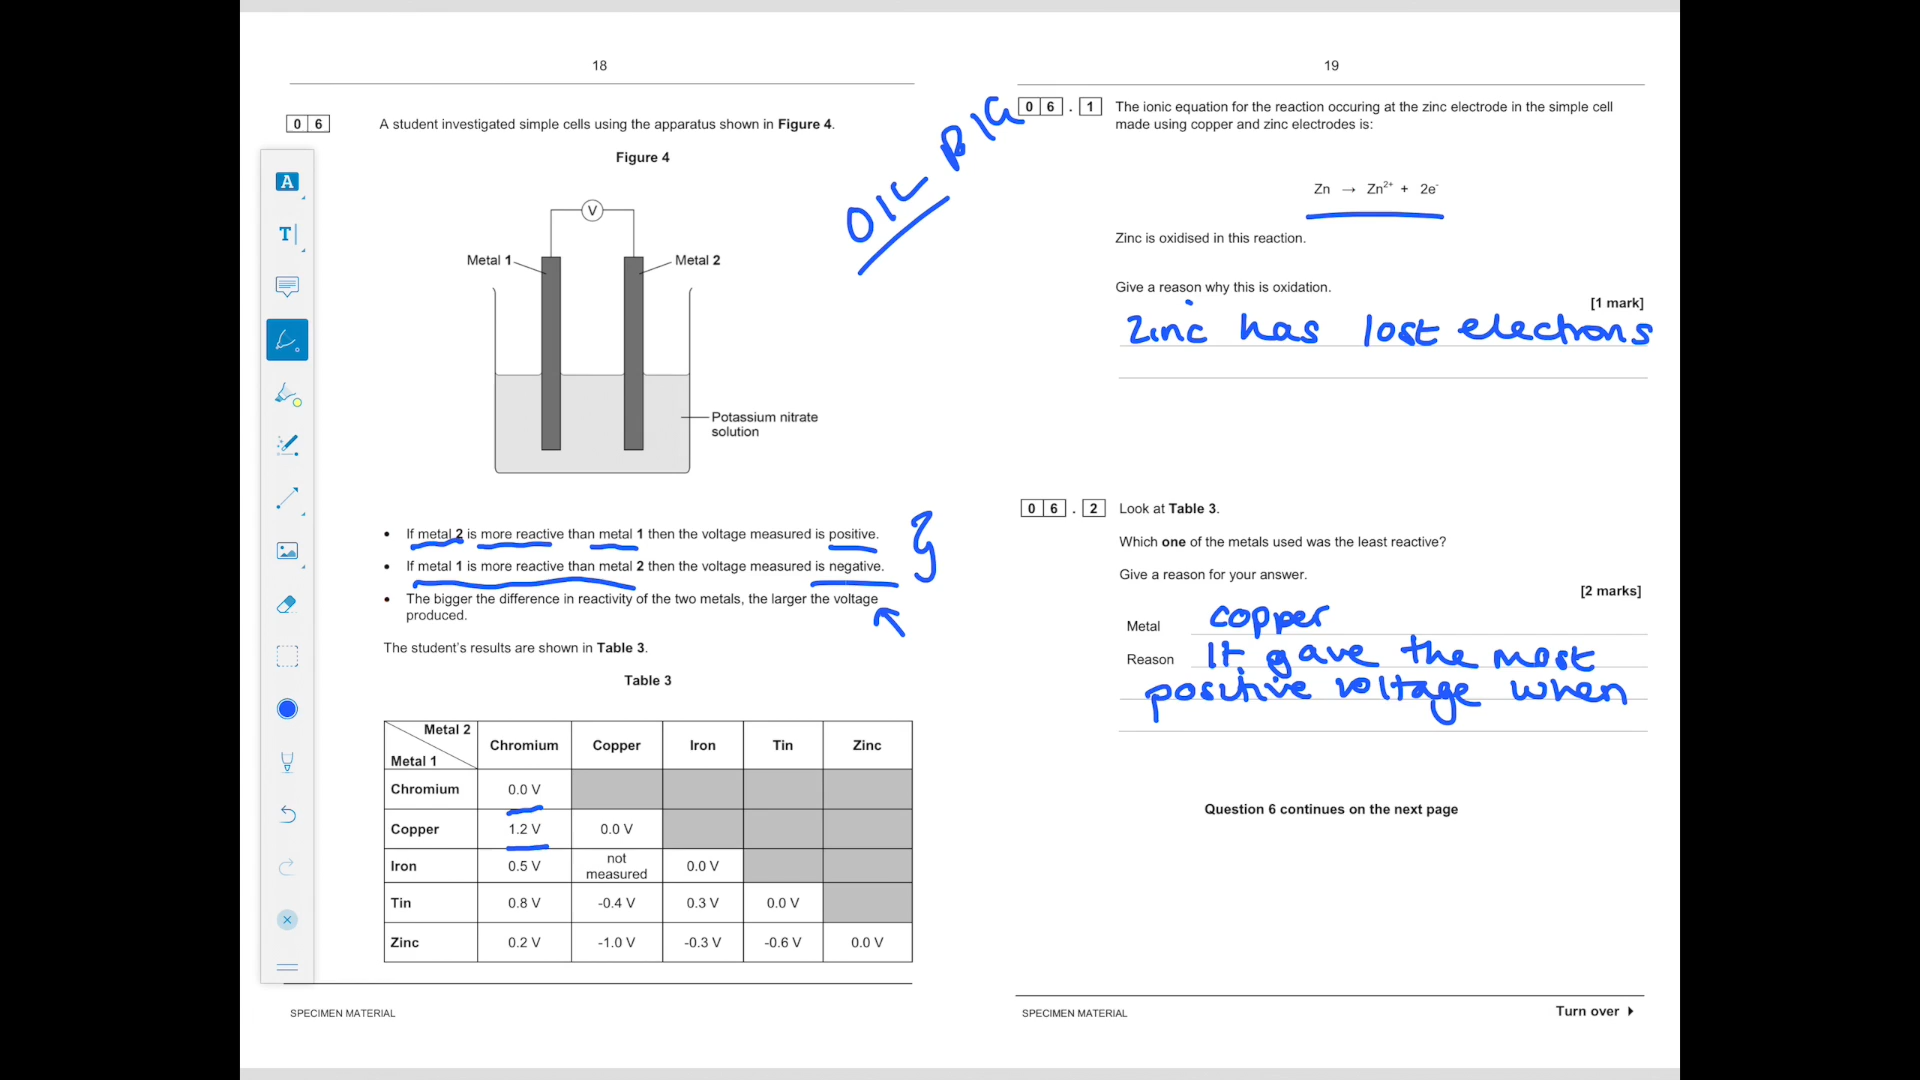 18
0 6
A student investigated simple cells using the apparatus shown in Figure 4.
Figure 4
V
Metal 1
Metal 2
Potassium nitrate
solution
OIL RIG
• If metal 2 is more reactive than metal 1 then the voltage measured is positive.
• If metal 1 is more reactive than metal 2 then the voltage measured is negative.
• The bigger the difference in reactivity of the two metals, the larger the voltage
produced.
The student's results are shown in Table 3.
Table 3
Metal 2
Metal 1
Chromium Copper Iron Tin Zinc
Chromium 0.0 V
Copper 1.2 V 0.0 V
Iron 0.5 V not measured 0.0 V
Tin 0.8 V -0.4 V 0.3 V 0.0 V
Zinc 0.2 V -1.0 V -0.3 V -0.6 V 0.0 V
SPECIMEN MATERIAL
A
T
19
0 6 . 1 The ionic equation for the reaction occuring at the zinc electrode in the simple cell
made using copper and zinc electrodes is:
Zn → Zn²⁺ + 2e⁻
Zinc is oxidised in this reaction.
Give a reason why this is oxidation.
[1 mark]
Zinc has lost electrons
0 6 . 2 Look at Table 3.
Which one of the metals used was the least reactive?
Give a reason for your answer.
[2 marks]
Metal copper
Reason It gave the most
positive voltage when
Question 6 continues on the next page
SPECIMEN MATERIAL
Turn over